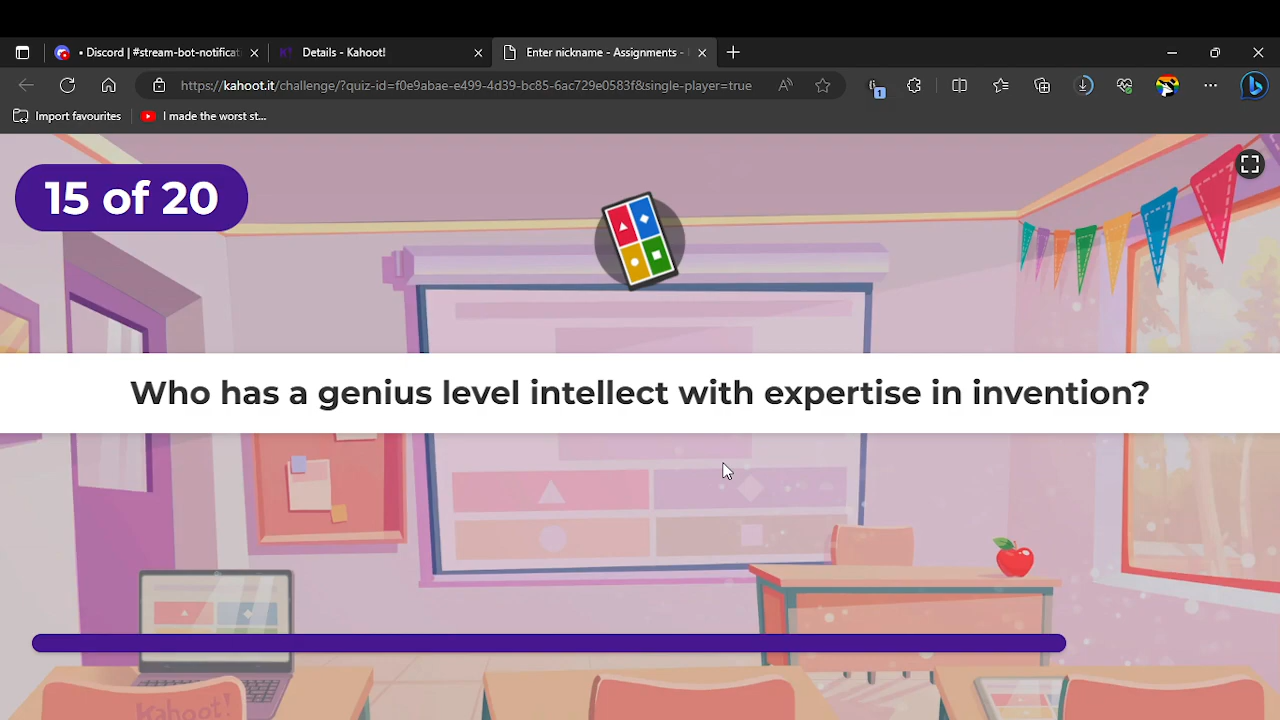 • Discord | #stream-bot-notificat
Details - Kahoot!
Enter nickname - Assignments -
https://kahoot.it/challenge/?quiz-id=f0e9abae-e499-4d39-bc85-6ac729e0583f&single-player=true
1
Import favourites
I made the worst st...
15 of 20
Who has a genius level intellect with expertise in invention?
Kahoot!